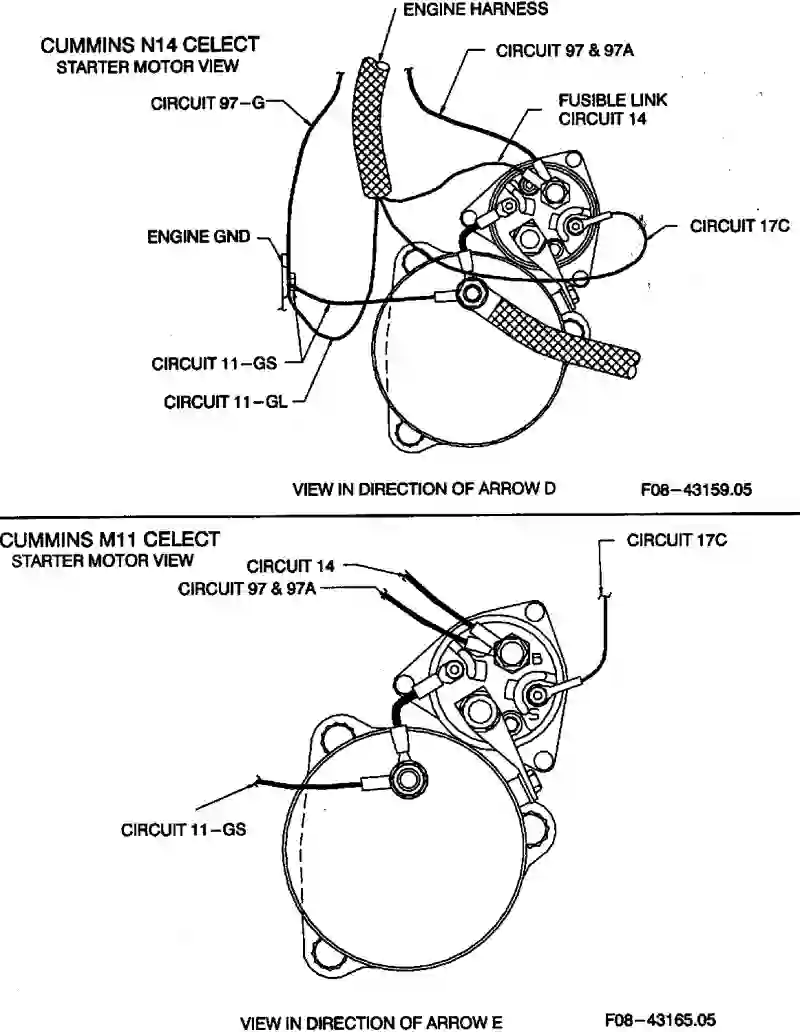 ENGINE HARNESS
CUMMINS N14 CELECT
STARTER MOTOR VIEW
CIRCUIT 97 & 97A
CIRCUIT 97-G
FUSIBLE LINK
CIRCUIT 14
ENGINE GND
CIRCUIT 17C
CIRCUIT 11-GS
CIRCUIT 11-GL
VIEW IN DIRECTION OF ARROW D
F08-43159.05
CUMMINS M11 CELECT
STARTER MOTOR VIEW
CIRCUIT 17C
CIRCUIT 14
CIRCUIT 97 & 97A
B
S
CIRCUIT 11-GS
VIEW IN DIRECTION OF ARROW E
F08-43165.05